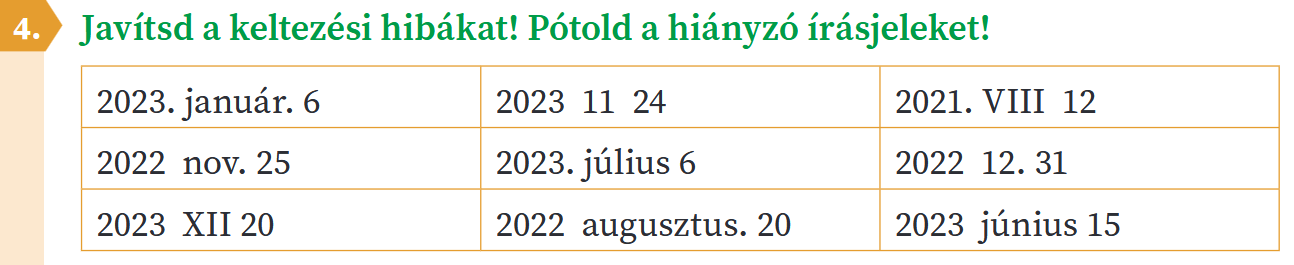 4. Javítsd a keltezési hibákat! Pótold a hiányzó írásjeleket!
2023. január. 6 2023 11 24 2021. VIII 12
2022 nov. 25 2023. július 6 2022 12. 31
2023 XII 20 2022 augusztus. 20 2023 június 15